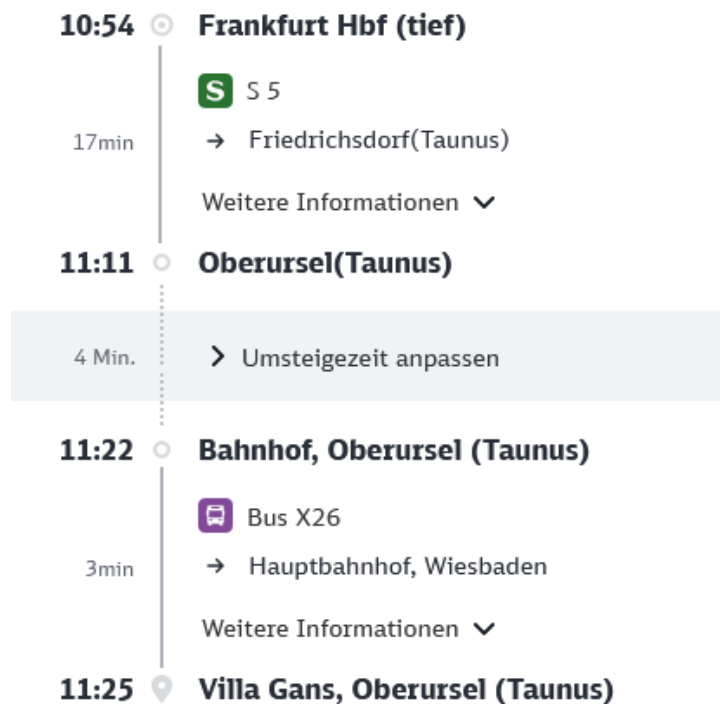 10:54 Frankfurt Hbf (tief)
S S 5
17min → Friedrichsdorf(Taunus)
Weitere Informationen
11:11 Oberursel(Taunus)
4 Min. Umsteigezeit anpassen
11:22 Bahnhof, Oberursel (Taunus)
Bus X26
3min → Hauptbahnhof, Wiesbaden
Weitere Informationen
11:25 Villa Gans, Oberursel (Taunus)